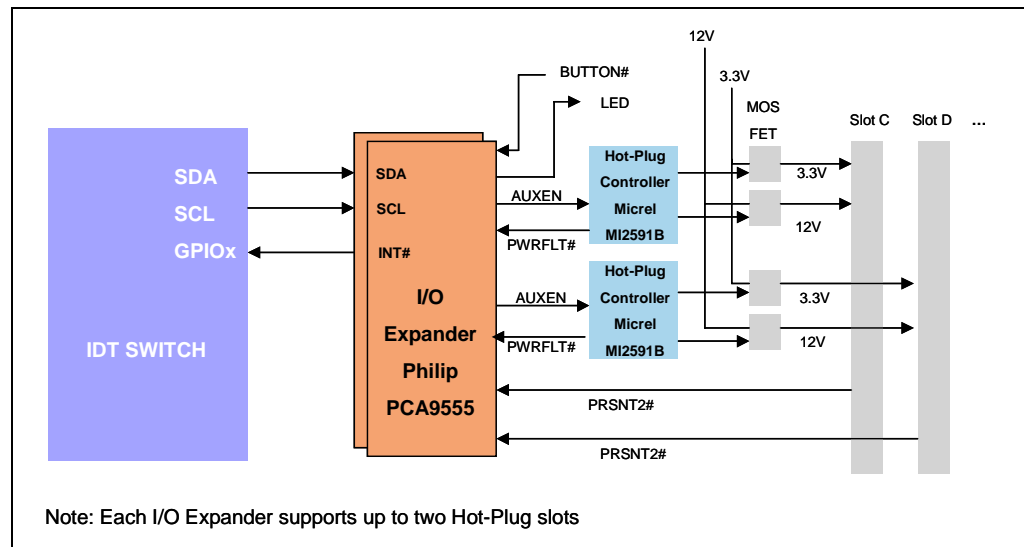 12V
3.3V
BUTTON#
LED
MOS
FET
Slot C
Slot D
...
SDA
SCL
GPIOx
IDT SWITCH
SDA
SCL
INT#
I/O
Expander
Philip
PCA9555
AUXEN
PWRFLT#
Hot-Plug
Controller
Micrel
MI2591B
3.3V
12V
AUXEN
PWRFLT#
Hot-Plug
Controller
Micrel
MI2591B
3.3V
12V
PRSNT2#
PRSNT2#
Note: Each I/O Expander supports up to two Hot-Plug slots